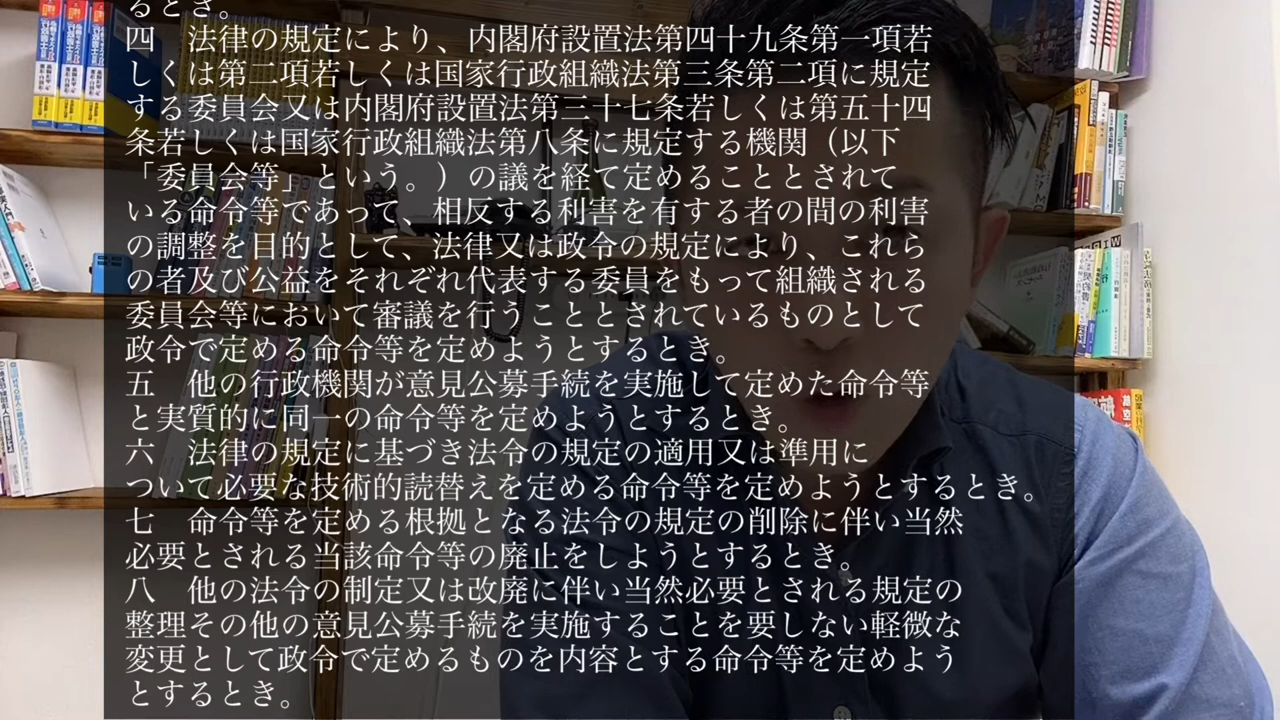 るとき。
四　法律の規定により、内閣府設置法第四十九条第一項若
しくは第二項若しくは国家行政組織法第三条第二項に規定
する委員会又は内閣府設置法第三十七条若しくは第五十四
条若しくは国家行政組織法第八条に規定する機関（以下
「委員会等」という。）の議を経て定めることとされて
いる命令等であって、相反する利害を有する者の間の利害
の調整を目的として、法律又は政令の規定により、これら
の者及び公益をそれぞれ代表する委員をもって組織される
委員会等において審議を行うこととされているものとして
政令で定める命令等を定めようとするとき。
五　他の行政機関が意見公募手続を実施して定めた命令等
と実質的に同一の命令等を定めようとするとき。
六　法律の規定に基づき法令の規定の適用又は準用に
ついて必要な技術的読替えを定める命令等を定めようとするとき。
七　命令等を定める根拠となる法令の規定の削除に伴い当然
必要とされる当該命令等の廃止をしようとするとき。
八　他の法令の制定又は改廃に伴い当然必要とされる規定の
整理その他の意見公募手続を実施することを要しない軽微な
変更として政令で定めるものを内容とする命令等を定めよう
とするとき。